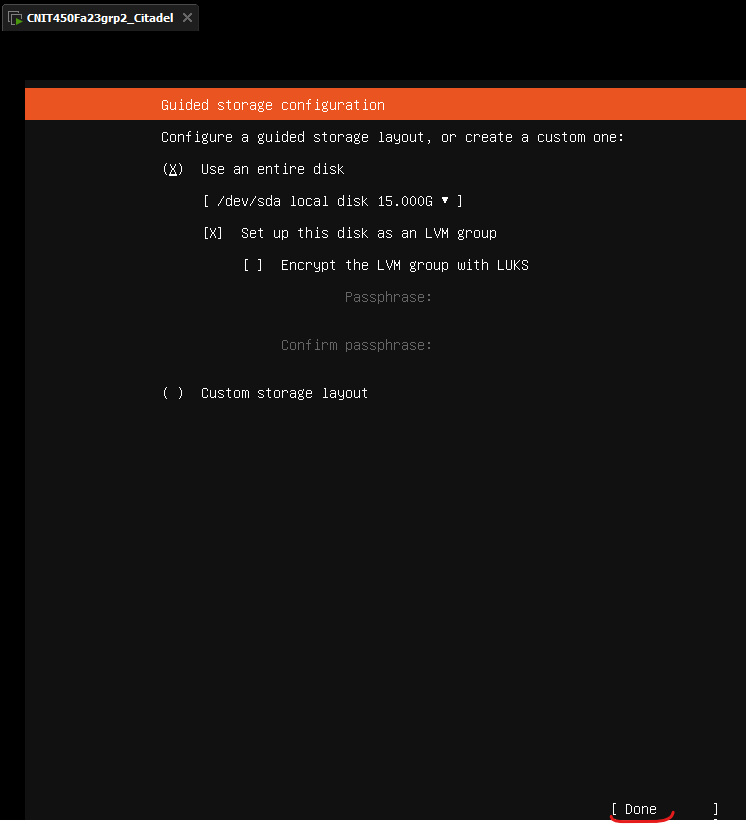 CNIT450Fa23grp2_Citadel
Guided storage configuration
Configure a guided storage layout, or create a custom one:
(X) Use an entire disk
[ /dev/sda local disk 15.000G ▾ ]
[X] Set up this disk as an LVM group
[ ] Encrypt the LVM group with LUKS
Passphrase:
Confirm passphrase:
( ) Custom storage layout
[ Done ]